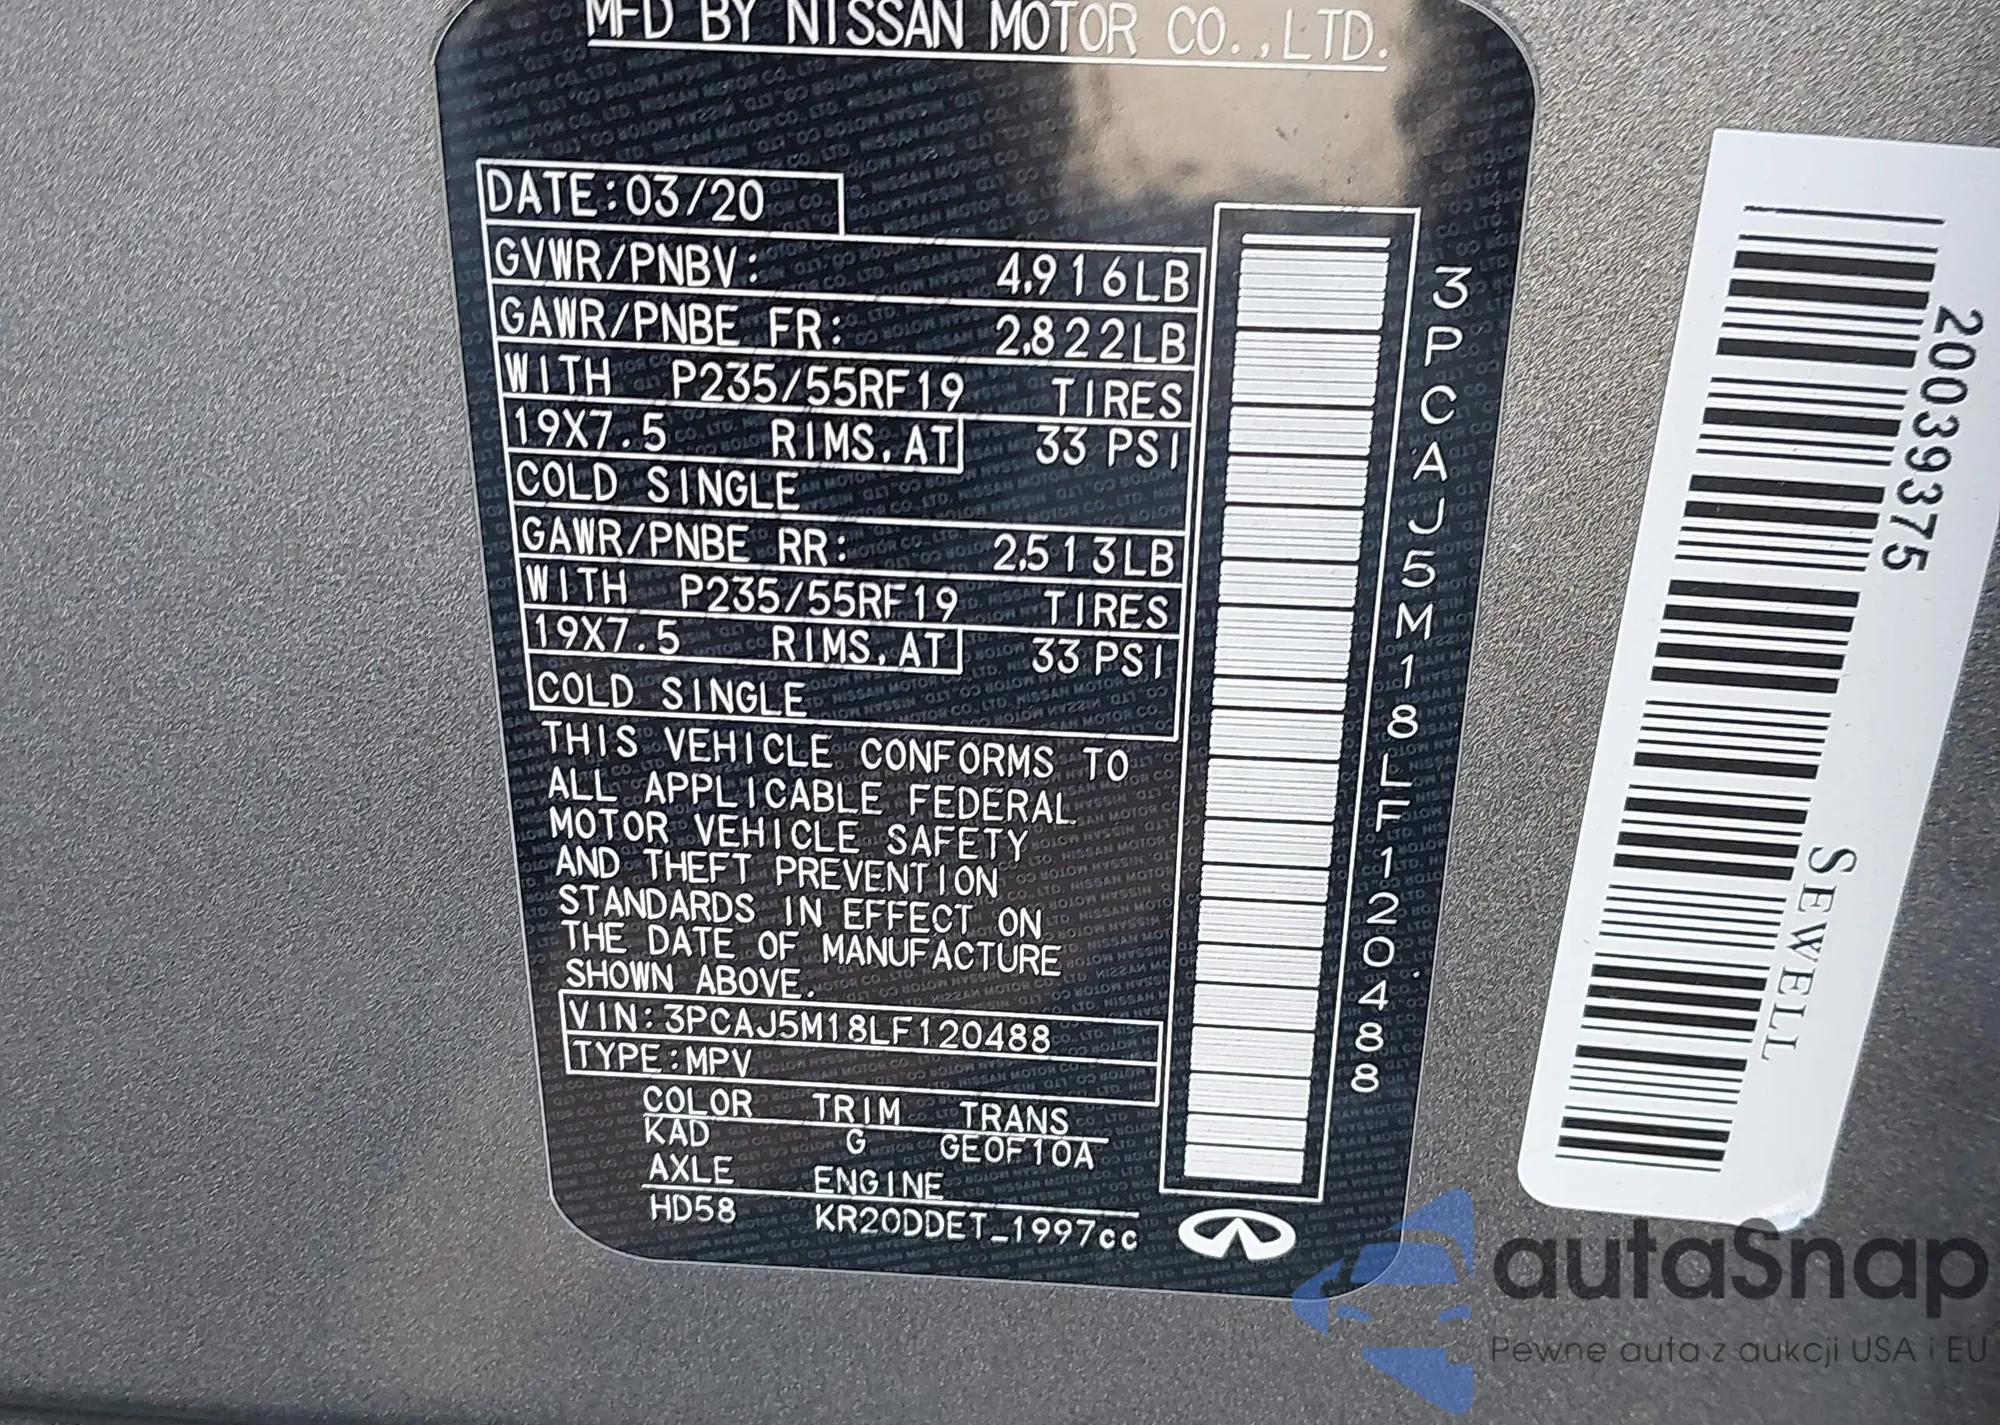 MFD BY NISSAN MOTOR CO.,LTD.
DATE:03/20
GVWR/PNBV: 4,916LB
GAWR/PNBE FR: 2,822LB
WITH P235/55RF19 TIRES
19X7.5 RIMS,AT 33 PSI
COLD SINGLE
GAWR/PNBE RR: 2,513LB
WITH P235/55RF19 TIRES
19X7.5 RIMS,AT 33 PSI
COLD SINGLE
THIS VEHICLE CONFORMS TO
ALL APPLICABLE FEDERAL
MOTOR VEHICLE SAFETY
AND THEFT PREVENTION
STANDARDS IN EFFECT ON
THE DATE OF MANUFACTURE
SHOWN ABOVE.
VIN:3PCAJ5M18LF120488
TYPE:MPV
COLOR TRIM TRANS
KAD G GE0F10A
AXLE ENGINE
HD58 KR20DDET_1997cc
3PCAJ5M18LF120488
20039375
SEWELL
autaSnap
Pewne auta z aukcji USA i EU